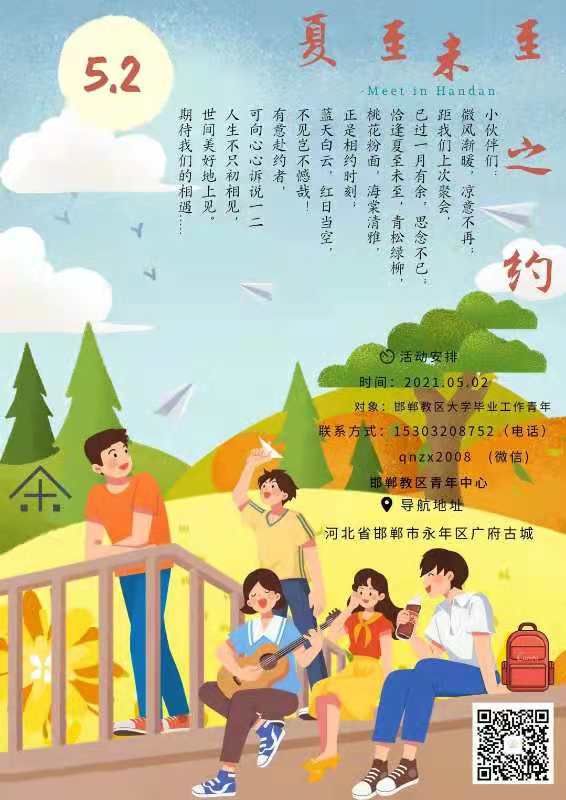 5.2
夏至未至之约
·Meet in Handan
小伙伴们：
微风渐暖，凉意不再；
距我们上次聚会，
已过一月有余，思念不已；
恰逢夏至未至，青松绿柳，
桃花粉面，海棠清雅，
正是相约时刻；
蓝天白云，红日当空，
不见岂不憾哉！
有意赴约者，
可向心心诉说一二
人生不只初相见，
世间美好地上见。
期待我们的相遇……
活动安排
时间：2021.05.02
对象：邯郸教区大学毕业工作青年
联系方式：15303208752（电话）
qnzx2008 （微信）
邯郸教区青年中心
导航地址
河北省邯郸市永年区广府古城